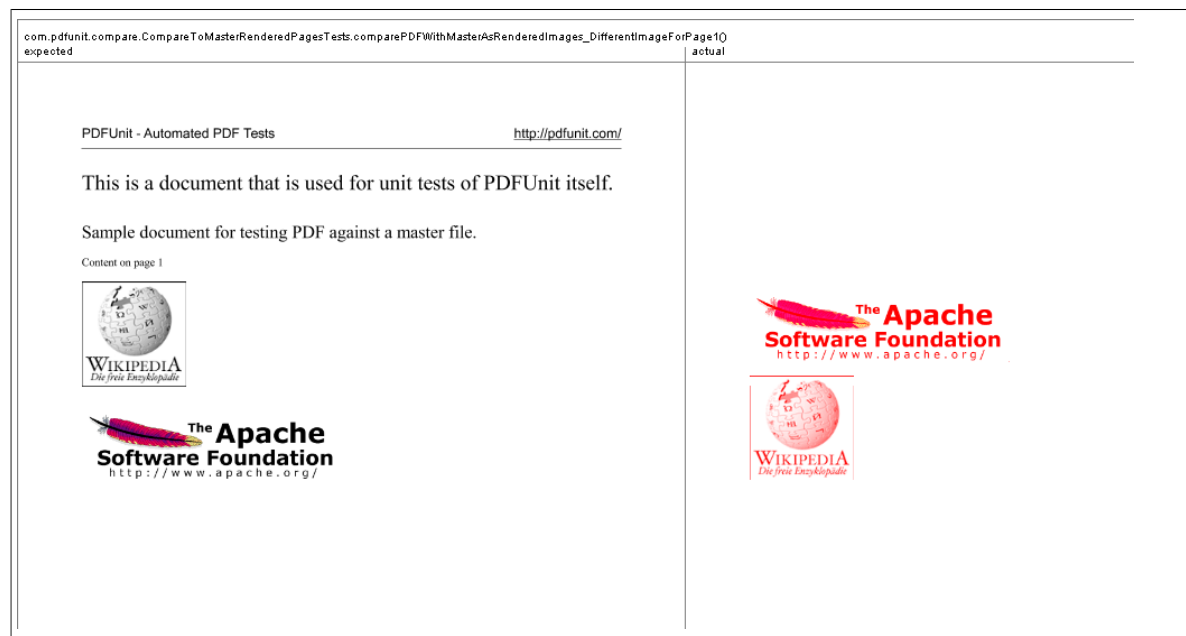 com.pdfunit.compare.CompareToMasterRenderedPagesTests.comparePDFWithMasterAsRenderedImages_DifferentImageForPage1()
expected
actual
PDFUnit - Automated PDF Tests
http://pdfunit.com/
This is a document that is used for unit tests of PDFUnit itself.
Sample document for testing PDF against a master file.
Content on page 1
WIKIPEDIA
Die freie Enzyklopädie
The Apache
Software Foundation
http://www.apache.org/
The Apache
Software Foundation
http://www.apache.org/
WIKIPEDIA
Die freie Enzyklopädie